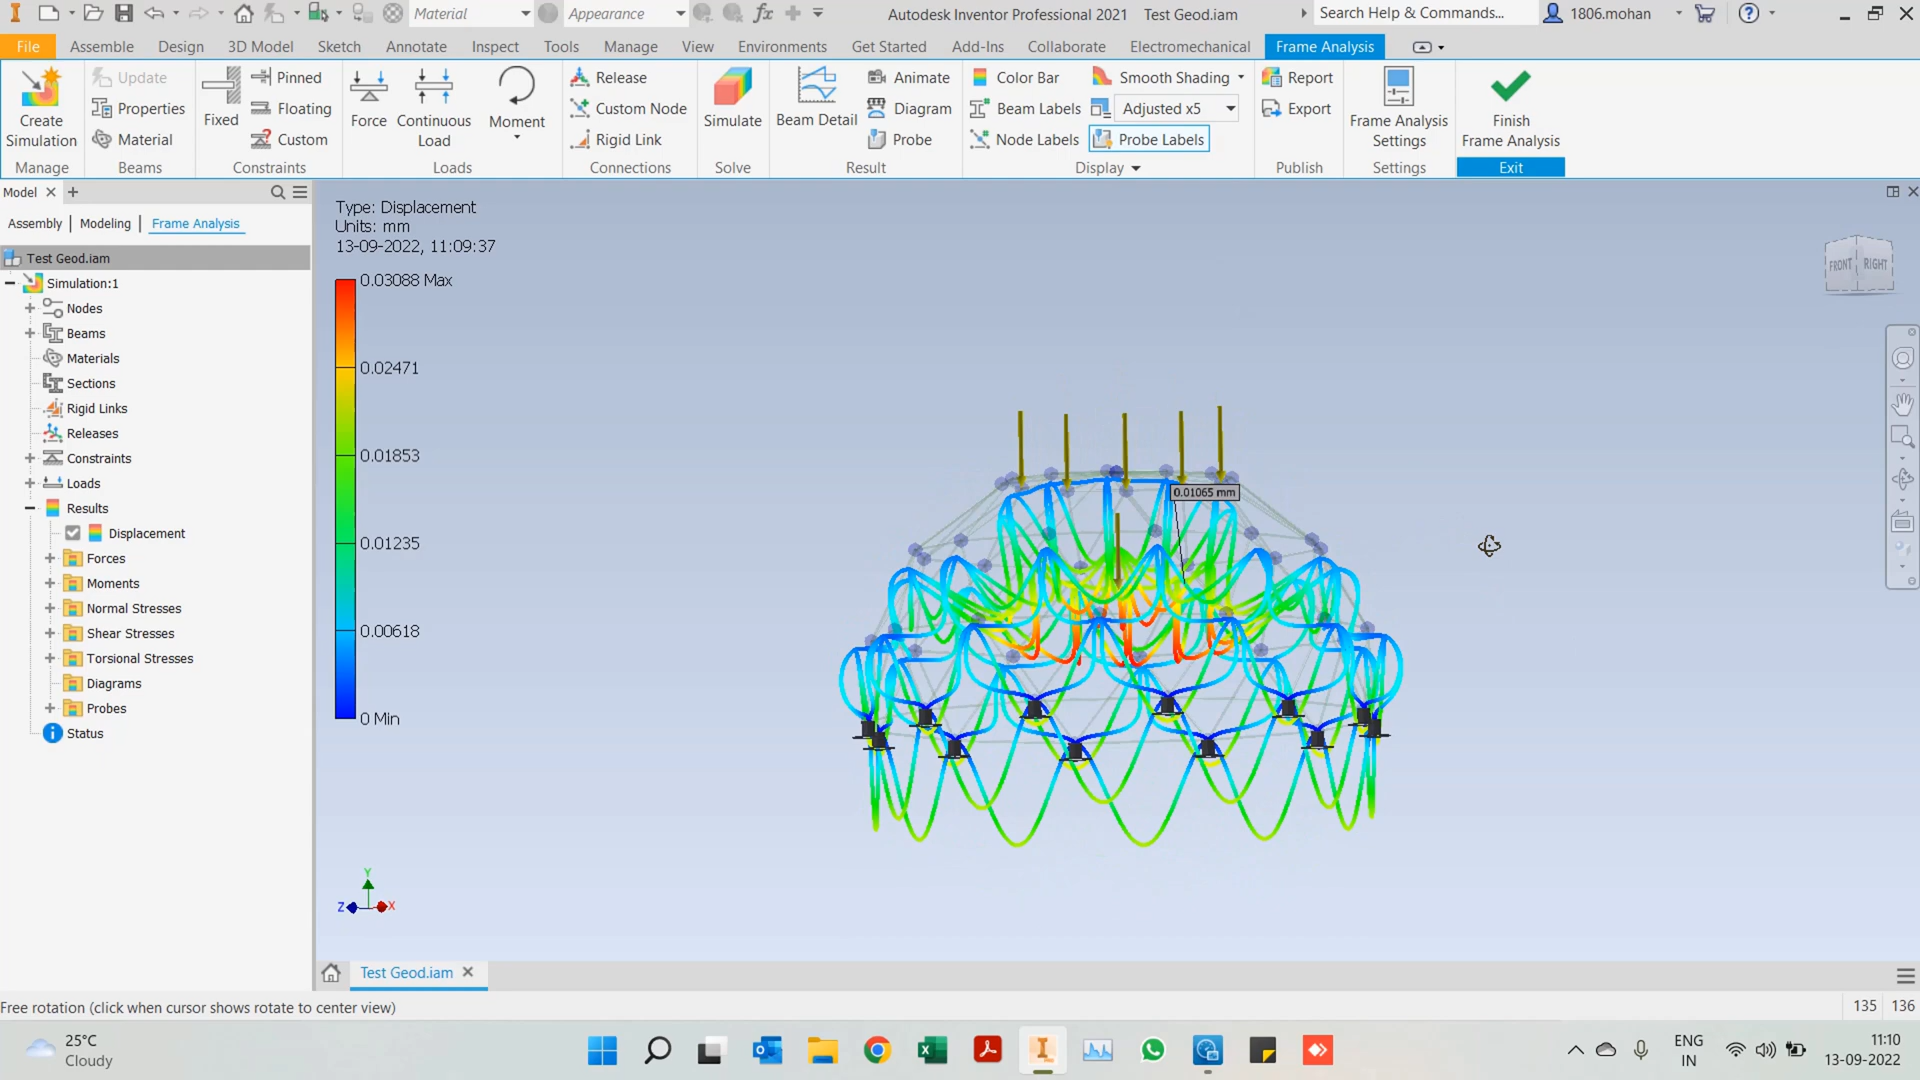 Material
Appearance
fx
Autodesk Inventor Professional 2021 Test Geod.iam
Search Help & Commands...
1806.mohan
File Assemble Design 3D Model Sketch Annotate Inspect Tools Manage View Environments Get Started Add-Ins Collaborate Electromechanical Frame Analysis
Create
Simulation
Manage
Update
Properties
Material
Beams
Fixed
Pinned
Floating
Custom
Constraints
Force
Continuous
Load
Moment
Loads
Release
Custom Node
Rigid Link
Connections
Simulate
Solve
Beam Detail
Animate
Diagram
Probe
Result
Color Bar
Beam Labels
Node Labels
Smooth Shading
Adjusted x5
Probe Labels
Display
Report
Export
Publish
Frame Analysis
Settings
Settings
Finish
Frame Analysis
Exit
Model
Assembly Modeling Frame Analysis
Test Geod.iam
Simulation:1
Nodes
Beams
Materials
Sections
Rigid Links
Releases
Constraints
Loads
Results
Displacement
Forces
Moments
Normal Stresses
Shear Stresses
Torsional Stresses
Diagrams
Probes
Status
Type: Displacement
Units: mm
13-09-2022, 11:09:37
0.03088 Max
0.02471
0.01853
0.01235
0.00618
0 Min
0.01065 mm
FRONT RIGHT
Y
Z
X
Test Geod.iam
Free rotation (click when cursor shows rotate to center view)
135 136
25°C
Cloudy
ENG
IN
11:10
13-09-2022